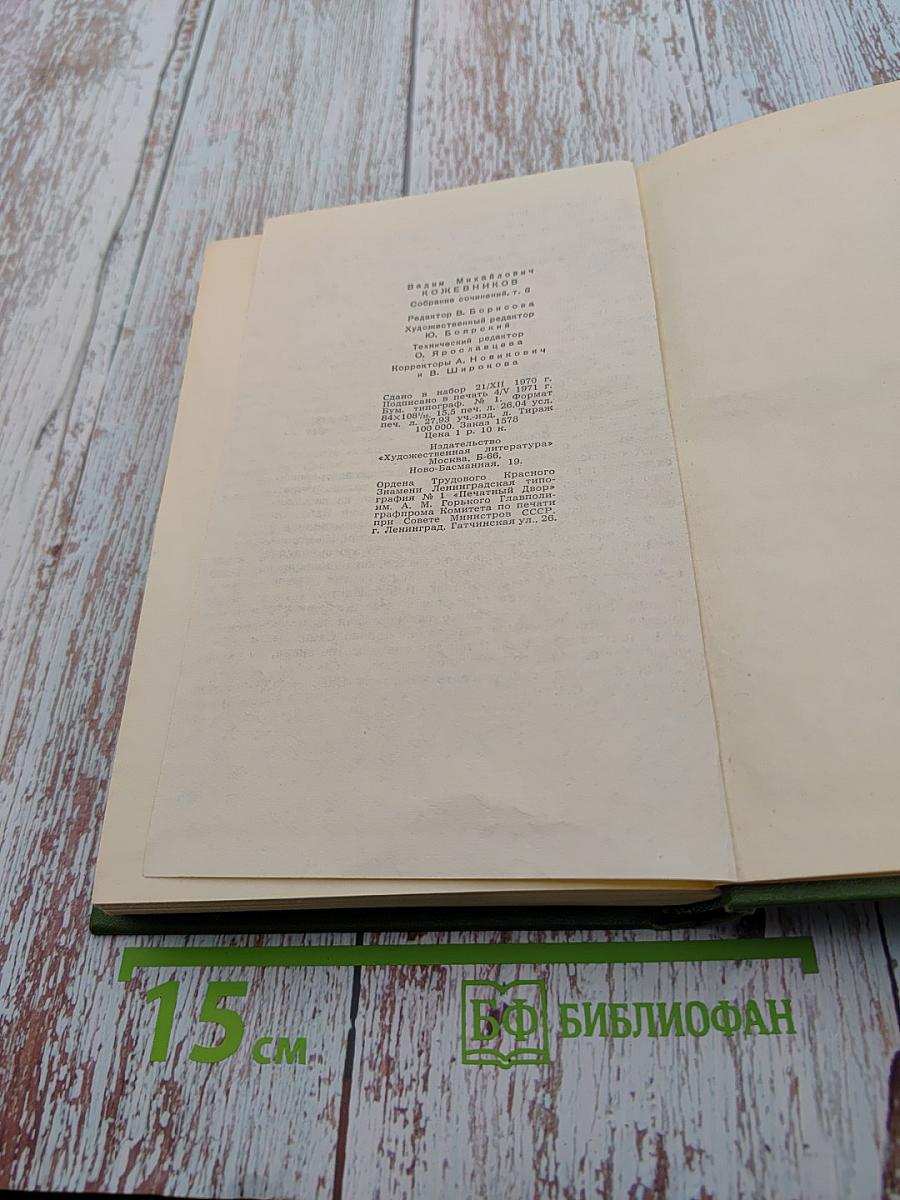 Вадим Михайлович
КОЖЕВНИКОВ
Собрание сочинений, т. 6
Редактор В. Борисова
Художественный редактор
Ю. Боярский
Технический редактор
О. Ярославцева
Корректоры А. Новикович
и В. Широкова
Сдано в набор 21/XII 1970 г.
Подписано в печать 4/V 1971 г.
Бум. типограф. № 1. Формат
84×108¹/₃₂. 15,5 печ. л. 26,04 усл.
печ. л. 27,93 уч.-изд. л. Тираж
100 000. Заказ 1578
Цена 1 р. 10 к.
Издательство
«Художественная литература»
Москва, Б-66,
Ново-Басманная, 19.
Ордена Трудового Красного
Знамени Ленинградская типо-
графия № 1 «Печатный Двор»
им. А. М. Горького Главполи-
графпрома Комитета по печати
при Совете Министров СССР,
г. Ленинград, Гатчинская ул., 26.
15 см
БФ БИБЛИОФАН